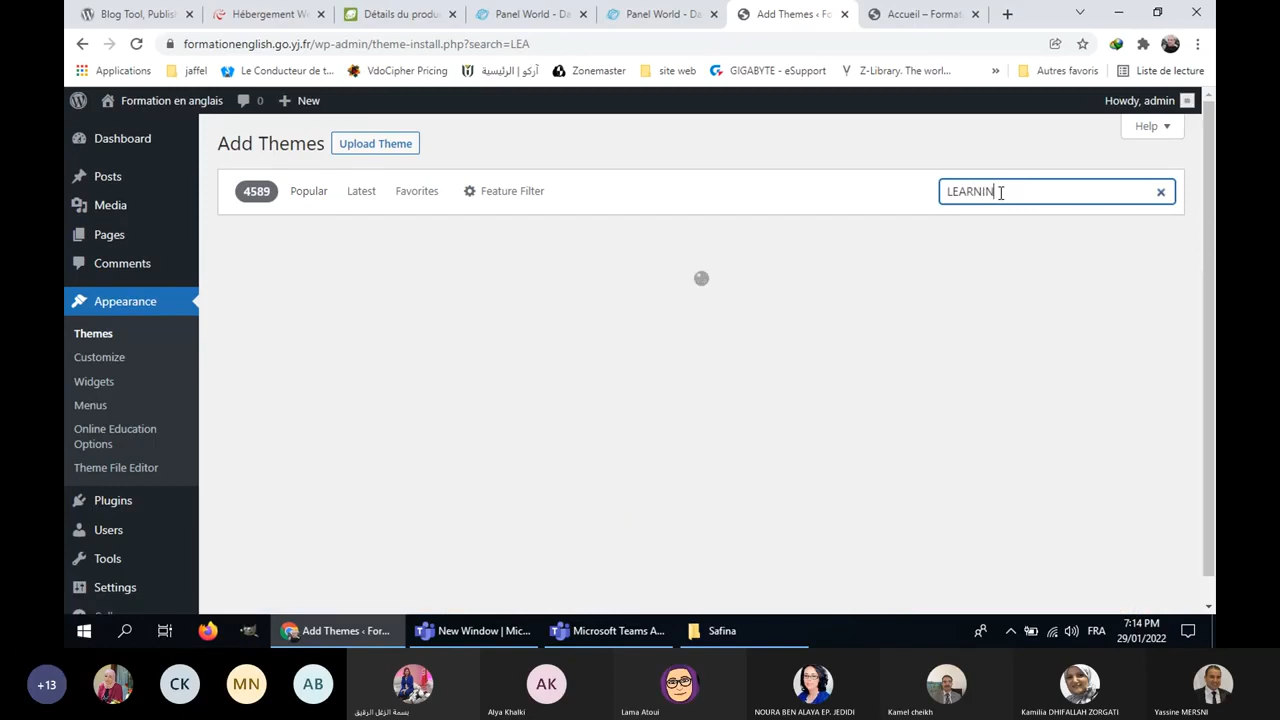 Blog Tool, Publish
Hébergement We
Détails du produ
Panel World - Da
Panel World - Da
Add Themes ‹ Fo
Accueil – Format
formationenglish.go.yj.fr/wp-admin/theme-install.php?search=LEA
Applications
jaffel
Le Conducteur de t...
VdoCipher Pricing
آركو | الرئيسية
Zonemaster
site web
GIGABYTE - eSupport
Z-Library. The worl...
»
Autres favoris
Liste de lecture
Formation en anglais
0
New
Howdy, admin
Help
Dashboard
Posts
Media
Pages
Comments
Appearance
Themes
Customize
Widgets
Menus
Online Education
Options
Theme File Editor
Plugins
Users
Tools
Settings
Add Themes
Upload Theme
4589
Popular
Latest
Favorites
Feature Filter
LEARNIN
Add Themes ‹ For...
New Window | Mic...
Microsoft Teams A...
Safina
FRA
7:14 PM
29/01/2022
+13
CK
MN
AB
بسمة الزغل الرقيق
AK
Alya Khalki
Lama Atoui
NOURA BEN ALAYA EP. JEDIDI
Kamel cheikh
Kamilia DHIFALLAH ZORGATI
Yassine MERSNI